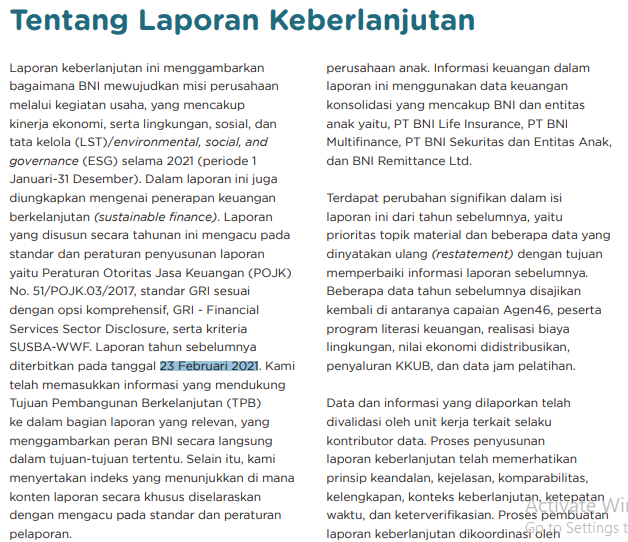 Tentang Laporan Keberlanjutan
Laporan keberlanjutan ini menggambarkan
bagaimana BNI mewujudkan misi perusahaan
melalui kegiatan usaha, yang mencakup
kinerja ekonomi, serta lingkungan, sosial, dan
tata kelola (LST)/environmental, social, and
governance (ESG) selama 2021 (periode 1
Januari-31 Desember). Dalam laporan ini juga
diungkapkan mengenai penerapan keuangan
berkelanjutan (sustainable finance). Laporan
yang disusun secara tahunan ini mengacu pada
standar dan peraturan penyusunan laporan
yaitu Peraturan Otoritas Jasa Keuangan (POJK)
No. 51/POJK.03/2017, standar GRI sesuai
dengan opsi komprehensif, GRI - Financial
Services Sector Disclosure, serta kriteria
SUSBA-WWF. Laporan tahun sebelumnya
diterbitkan pada tanggal 23 Februari 2021. Kami
telah memasukkan informasi yang mendukung
Tujuan Pembangunan Berkelanjutan (TPB)
ke dalam bagian laporan yang relevan, yang
menggambarkan peran BNI secara langsung
dalam tujuan-tujuan tertentu. Selain itu, kami
menyertakan indeks yang menunjukkan di mana
konten laporan secara khusus diselaraskan
dengan mengacu pada standar dan peraturan
pelaporan.
perusahaan anak. Informasi keuangan dalam
laporan ini menggunakan data keuangan
konsolidasi yang mencakup BNI dan entitas
anak yaitu, PT BNI Life Insurance, PT BNI
Multifinance, PT BNI Sekuritas dan Entitas Anak,
dan BNI Remittance Ltd.
Terdapat perubahan signifikan dalam isi
laporan ini dari tahun sebelumnya, yaitu
prioritas topik material dan beberapa data yang
dinyatakan ulang (restatement) dengan tujuan
memperbaiki informasi laporan sebelumnya.
Beberapa data tahun sebelumnya disajikan
kembali di antaranya capaian Agen46, peserta
program literasi keuangan, realisasi biaya
lingkungan, nilai ekonomi didistribusikan,
penyaluran KKUB, dan data jam pelatihan.
Data dan informasi yang dilaporkan telah
divalidasi oleh unit kerja terkait selaku
kontributor data. Proses penyusunan
laporan keberlanjutan telah memerhatikan
prinsip keandalan, kejelasan, komparabilitas,
kelengkapan, konteks keberlanjutan, ketepatan
waktu, dan keterverifikasian. Proses pembuatan
laporan keberlanjutan dikoordinasi oleh
Activate Wi
Go to Settings t